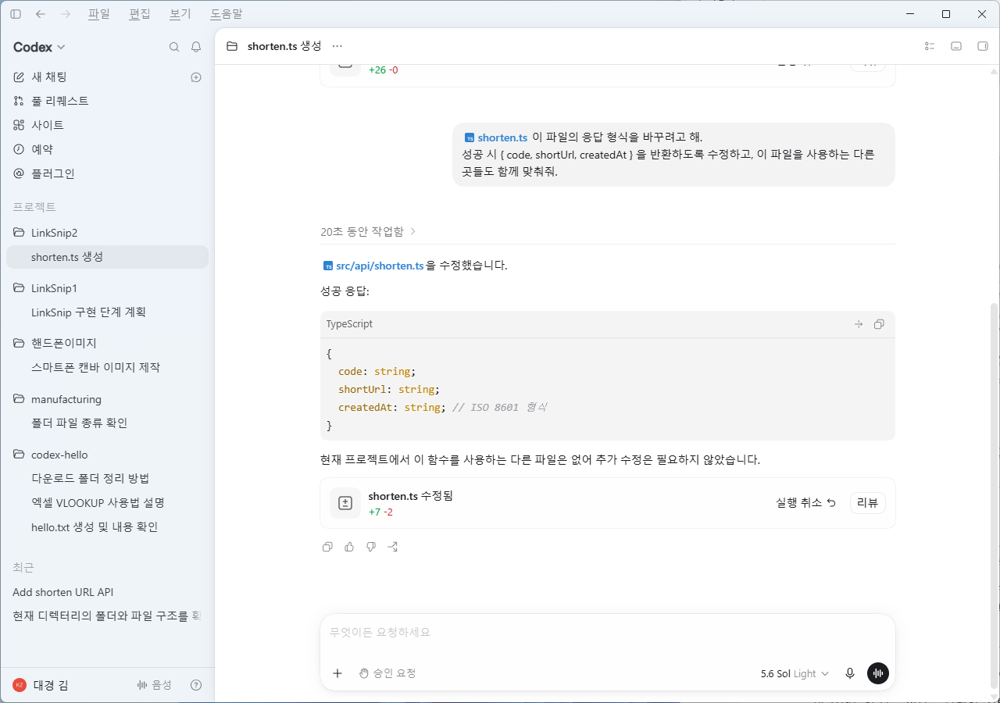 파일 편집 보기 도움말
Codex
새 채팅
풀 리퀘스트
사이트
예약
플러그인
프로젝트
LinkSnip2
shorten.ts 생성
LinkSnip1
LinkSnip 구현 단계 계획
핸드폰이미지
스마트폰 캔바 이미지 제작
manufacturing
폴더 파일 종류 확인
codex-hello
다운로드 폴더 정리 방법
엑셀 VLOOKUP 사용법 설명
hello.txt 생성 및 내용 확인
최근
Add shorten URL API
현재 디렉터리의 폴더와 파일 구조를
KZ 대경 김 음성
shorten.ts 생성
+26 -0
TS shorten.ts 이 파일의 응답 형식을 바꾸려고 해.
성공 시 { code, shortUrl, createdAt } 을 반환하도록 수정하고, 이 파일을 사용하는 다른
곳들도 함께 맞춰줘.
20초 동안 작업함
TS src/api/shorten.ts을 수정했습니다.
성공 응답:
TypeScript
{
code: string;
shortUrl: string;
createdAt: string; // ISO 8601 형식
}
현재 프로젝트에서 이 함수를 사용하는 다른 파일은 없어 추가 수정은 필요하지 않았습니다.
shorten.ts 수정됨
+7 -2
실행 취소 리뷰
무엇이든 요청하세요
승인 요청 5.6 Sol Light